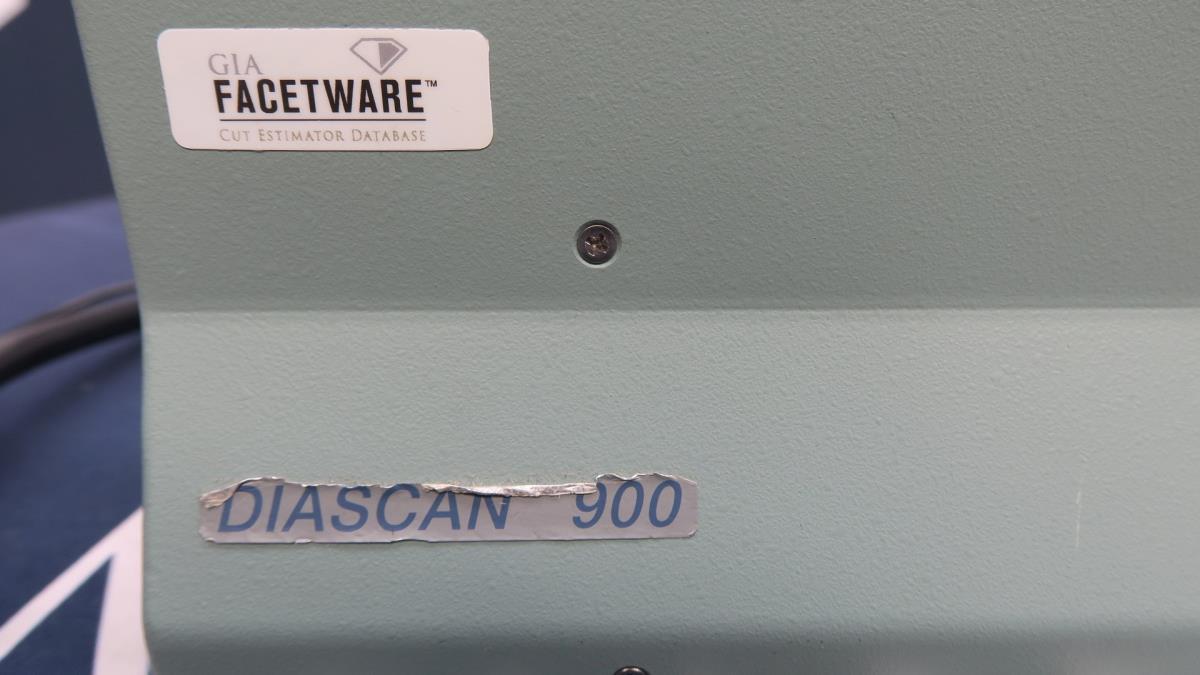 GIA
FACETWARE™
CUT ESTIMATOR DATABASE
DIASCAN 900